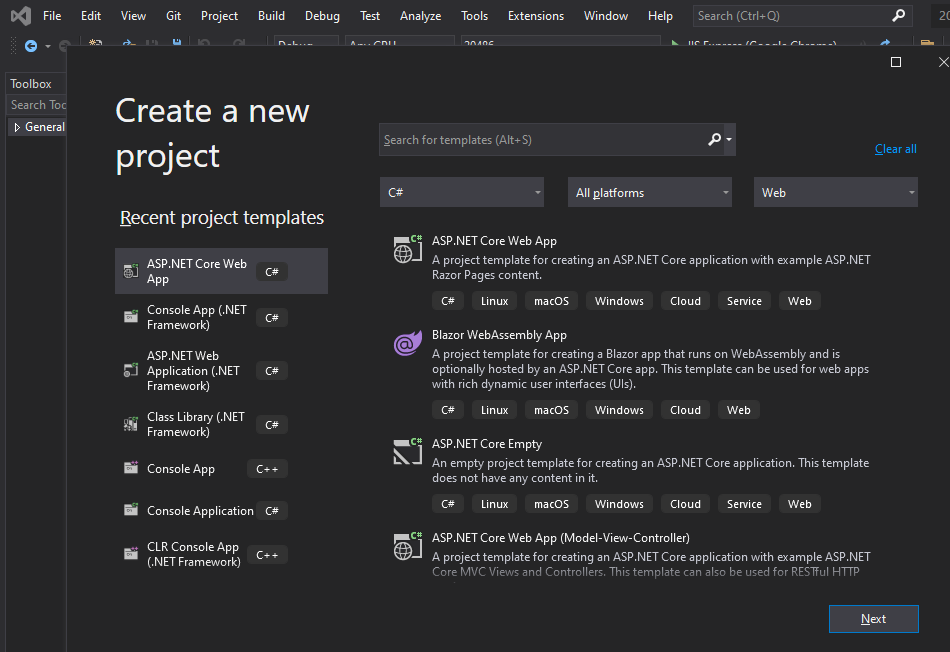 File Edit View Git Project Build Debug Test Analyze Tools Extensions Window Help Search (Ctrl+Q)
Debug Any CPU 20486 IIS Express (Google Chrome)
Toolbox
Search Too
General
Create a new
project
Search for templates (Alt+S)
Clear all
C# All platforms Web
Recent project templates
ASP.NET Core Web
App
C#
Console App (.NET
Framework)
C#
ASP.NET Web
Application (.NET
Framework)
C#
Class Library (.NET
Framework)
C#
Console App C++
Console Application C#
CLR Console App
(.NET Framework)
C++
ASP.NET Core Web App
A project template for creating an ASP.NET Core application with example ASP.NET
Razor Pages content.
C# Linux macOS Windows Cloud Service Web
Blazor WebAssembly App
A project template for creating a Blazor app that runs on WebAssembly and is
optionally hosted by an ASP.NET Core app. This template can be used for web apps
with rich dynamic user interfaces (UIs).
C# Linux macOS Windows Cloud Web
ASP.NET Core Empty
An empty project template for creating an ASP.NET Core application. This template
does not have any content in it.
C# Linux macOS Windows Cloud Service Web
ASP.NET Core Web App (Model-View-Controller)
A project template for creating an ASP.NET Core application with example ASP.NET
Core MVC Views and Controllers. This template can also be used for RESTful HTTP
Next